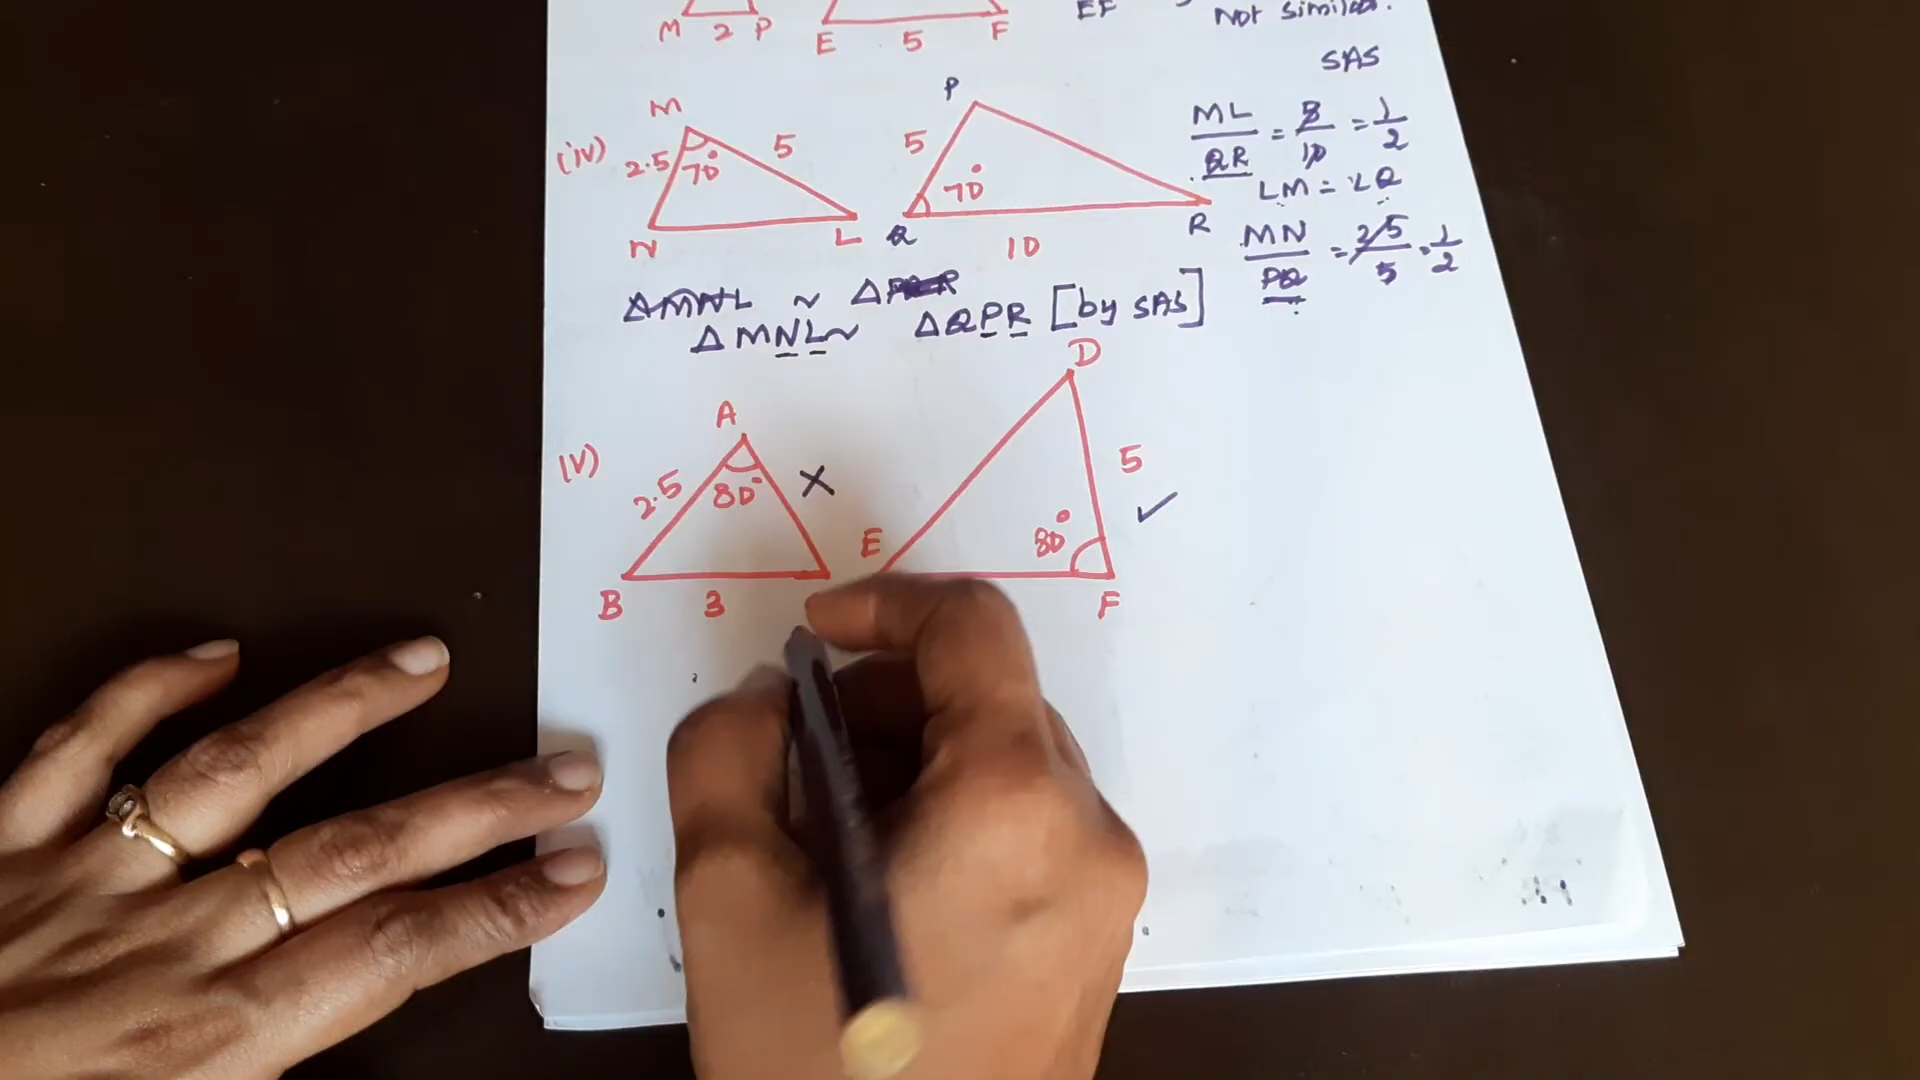 M 2 P E 5 F EF
Not similar.
SAS
(iv) M 2.5 70° 5 N L
P 5 70° Q 10 R
ML/QR = 5/10 = 1/2
LM = LQ
MN/PQ = 2.5/5 = 1/2
ΔMNL ~ Δ
ΔMNL ~ ΔQPR [by SAS]
(V) A 2.5 80° X B 3
D 5 80° ✓ E F